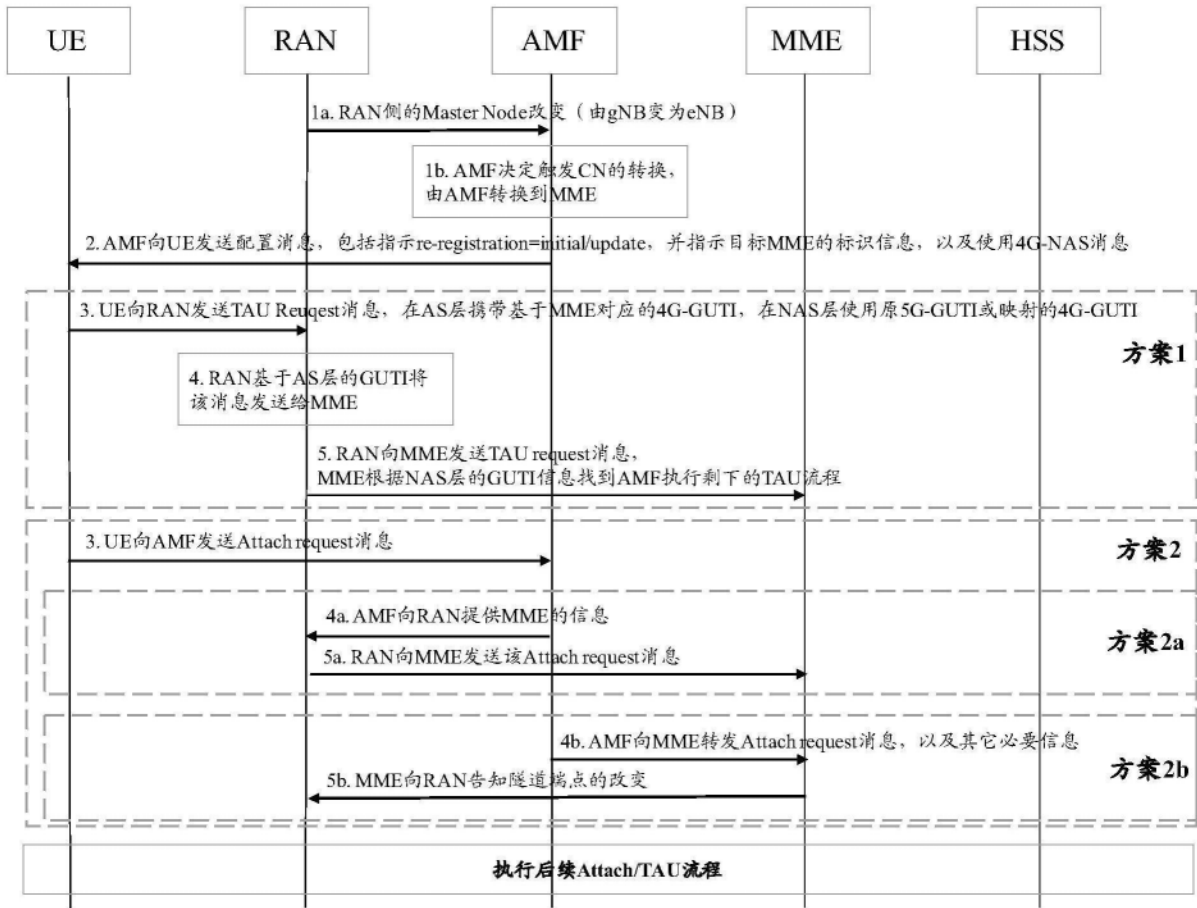 UE
RAN
AMF
MME
HSS
1a. RAN侧的Master Node改变（由gNB变为eNB）
1b. AMF决定触发CN的转换，
由AMF转换到MME
2. AMF向UE发送配置消息，包括指示re-registration=initial/update，并指示目标MME的标识信息，以及使用4G-NAS消息
3. UE向RAN发送TAU Reuqest消息，在AS层携带基于MME对应的4G-GUTI，在NAS层使用原5G-GUTI或映射的4G-GUTI
方案1
4. RAN基于AS层的GUTI将
该消息发送给MME
5. RAN向MME发送TAU request消息，
MME根据NAS层的GUTI信息找到AMF执行剩下的TAU流程
3. UE向AMF发送Attach request消息
方案2
4a. AMF向RAN提供MME的信息
方案2a
5a. RAN向MME发送该Attach request消息
4b. AMF向MME转发Attach request消息，以及其它必要信息
方案2b
5b. MME向RAN告知隧道端点的改变
执行后续Attach/TAU流程